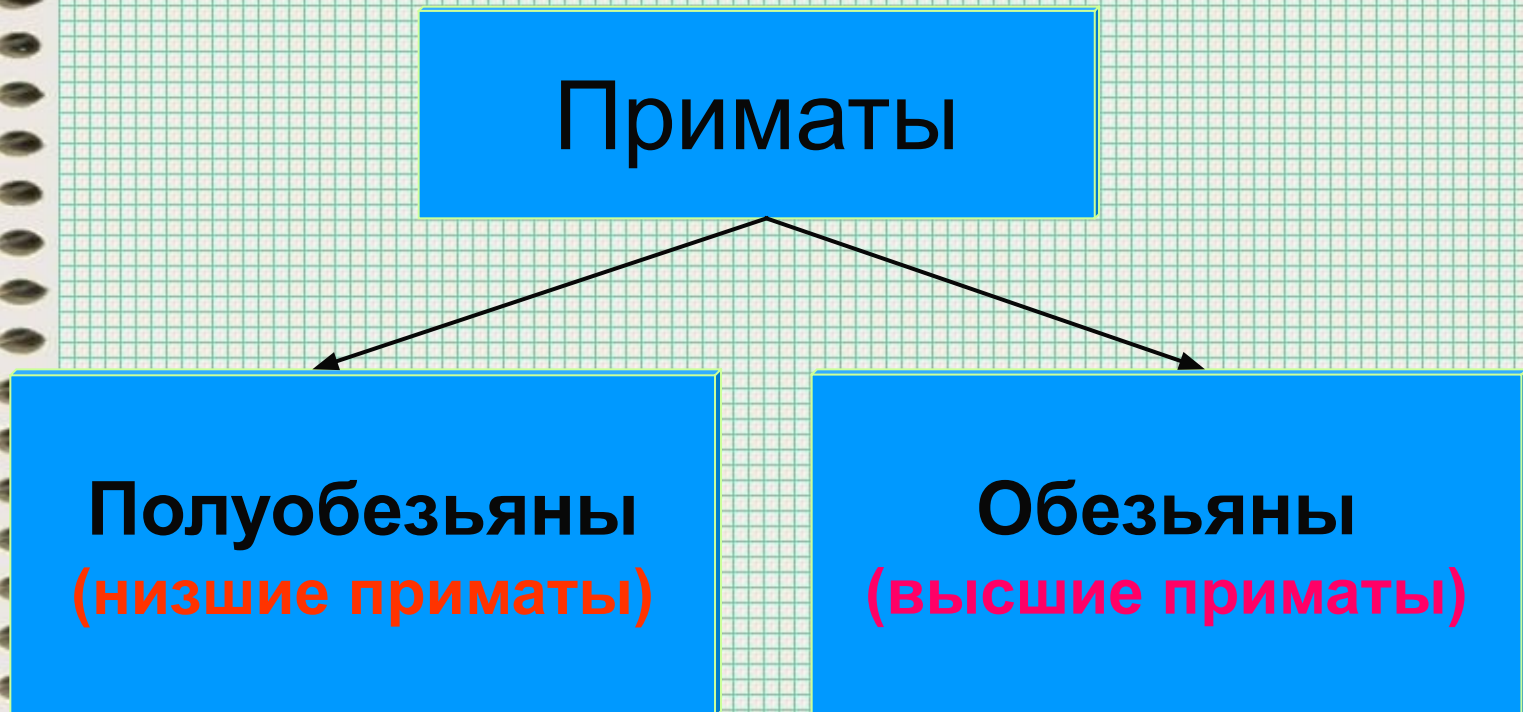 Приматы
Полуобезьяны
(низшие приматы)
Обезьяны
(высшие приматы)